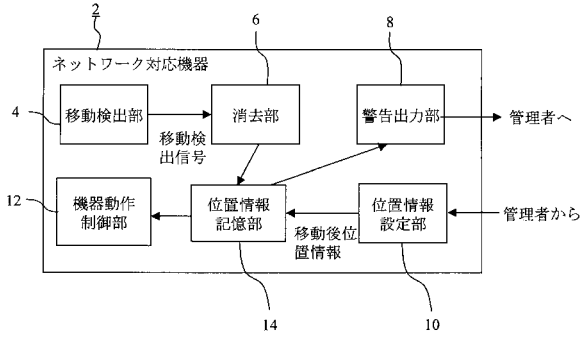 2
6
8
ネットワーク対応機器
4
移動検出部
消去部
警告出力部
管理者へ
移動検
出信号
12
機器動作
制御部
位置情報
記憶部
位置情報
設定部
管理者から
移動後位
置情報
14
10